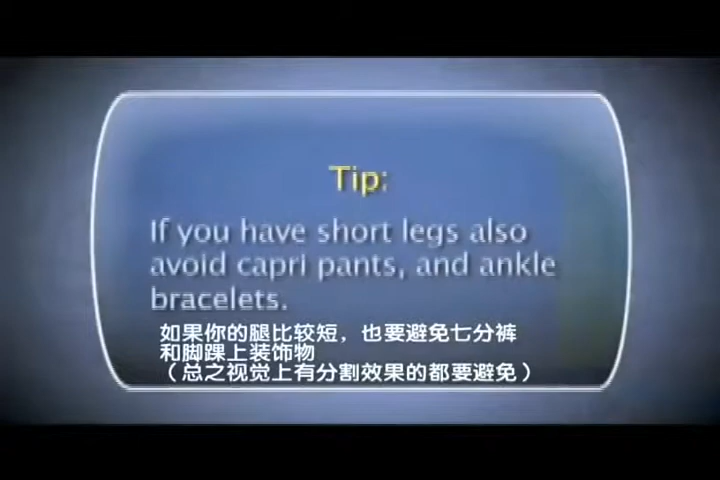 Tip:
If you have short legs also
avoid capri pants, and ankle
bracelets.
如果你的腿比较短，也要避免七分裤
和脚踝上装饰物
（总之视觉上有分割效果的都要避免）